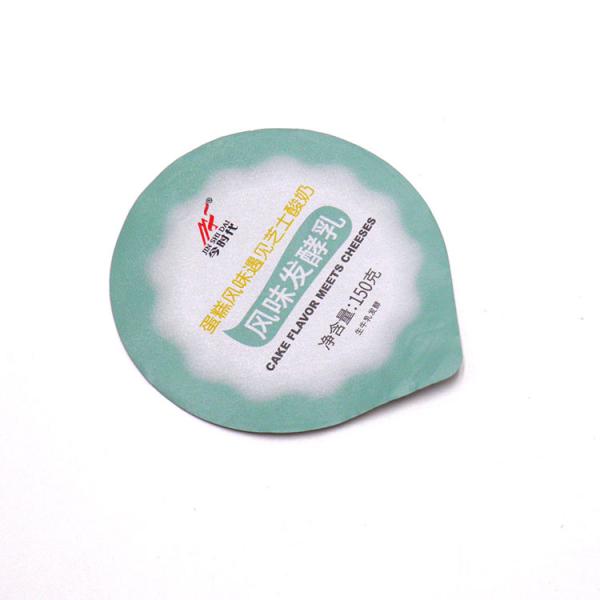 ®
JIN SHI DAI
今时代
蛋糕风味遇见芝士酸奶
风味发酵乳
CAKE FLAVOR MEETS CHEESES
净含量:150克
生牛乳发酵